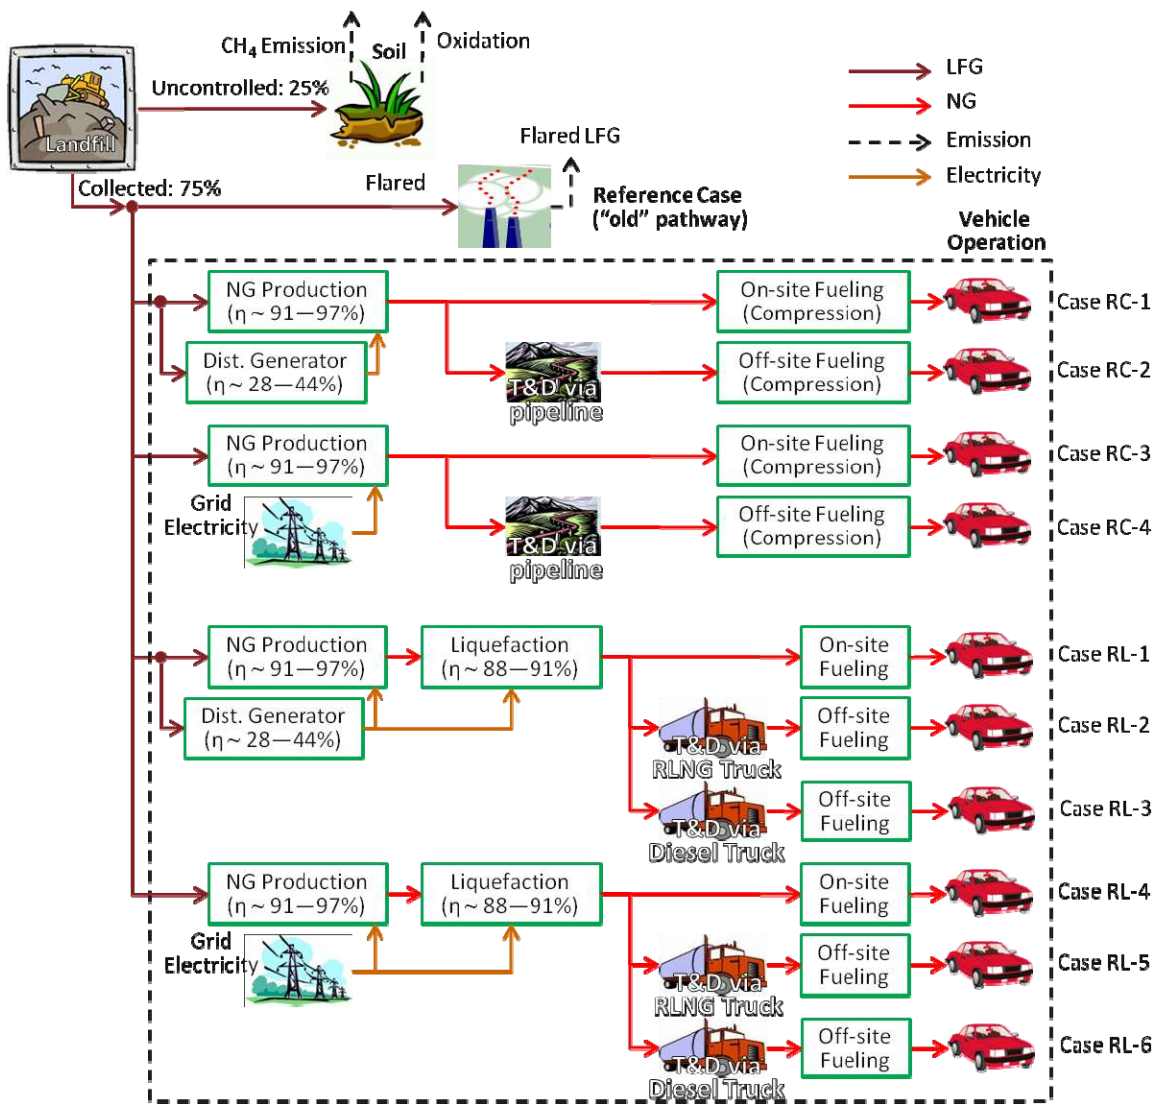 CH₄ Emission
Soil
Oxidation
Uncontrolled: 25%
Landfill
Collected: 75%
Flared
Flared LFG
Reference Case
("old" pathway)
LFG
NG
Emission
Electricity
Vehicle
Operation
NG Production
(η ~ 91—97%)
On-site Fueling
(Compression)
Case RC-1
Dist. Generator
(η ~ 28—44%)
T&D via
pipeline
Off-site Fueling
(Compression)
Case RC-2
NG Production
(η ~ 91—97%)
On-site Fueling
(Compression)
Case RC-3
Grid
Electricity
T&D via
pipeline
Off-site Fueling
(Compression)
Case RC-4
NG Production
(η ~ 91—97%)
Liquefaction
(η ~ 88—91%)
On-site
Fueling
Case RL-1
Dist. Generator
(η ~ 28—44%)
T&D via
RLNG Truck
Off-site
Fueling
Case RL-2
T&D via
Diesel Truck
Off-site
Fueling
Case RL-3
NG Production
(η ~ 91—97%)
Liquefaction
(η ~ 88—91%)
On-site
Fueling
Case RL-4
Grid
Electricity
T&D via
RLNG Truck
Off-site
Fueling
Case RL-5
T&D via
Diesel Truck
Off-site
Fueling
Case RL-6